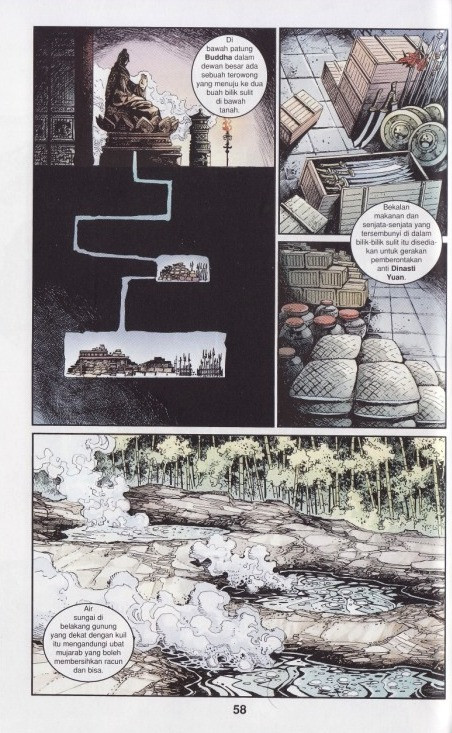 Di
bawah patung
Buddha dalam
dewan besar ada
sebuah terowong
yang menuju ke dua
buah bilik sulit
di bawah
tanah.
Bekalan
makanan dan
senjata-senjata yang
tersembunyi di dalam
bilik-bilik sulit itu disedia-
kan untuk gerakan
pemberontakan
anti Dinasti
Yuan.
Air
sungai di
belakang gunung
yang dekat dengan kuil
itu mengandungi ubat
mujarab yang boleh
membersihkan racun
dan bisa.
58